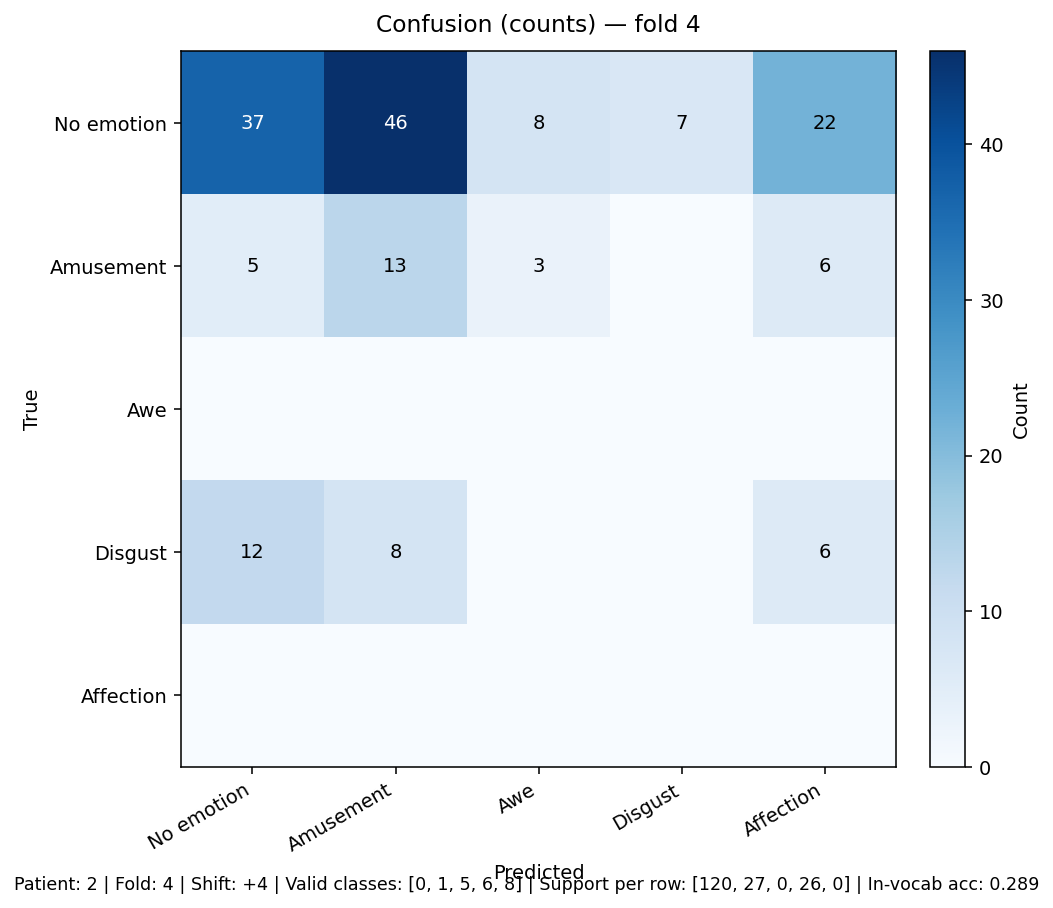 Confusion (counts) — fold 4
No emotion 37 46 8 7 22
Amusement 5 13 3 6
Awe
Disgust 12 8 6
Affection
True
No emotion Amusement Awe Disgust Affection
Predicted
40
30
20
10
0
Count
Patient: 2 | Fold: 4 | Shift: +4 | Valid classes: [0, 1, 5, 6, 8] | Support per row: [120, 27, 0, 26, 0] | In-vocab acc: 0.289